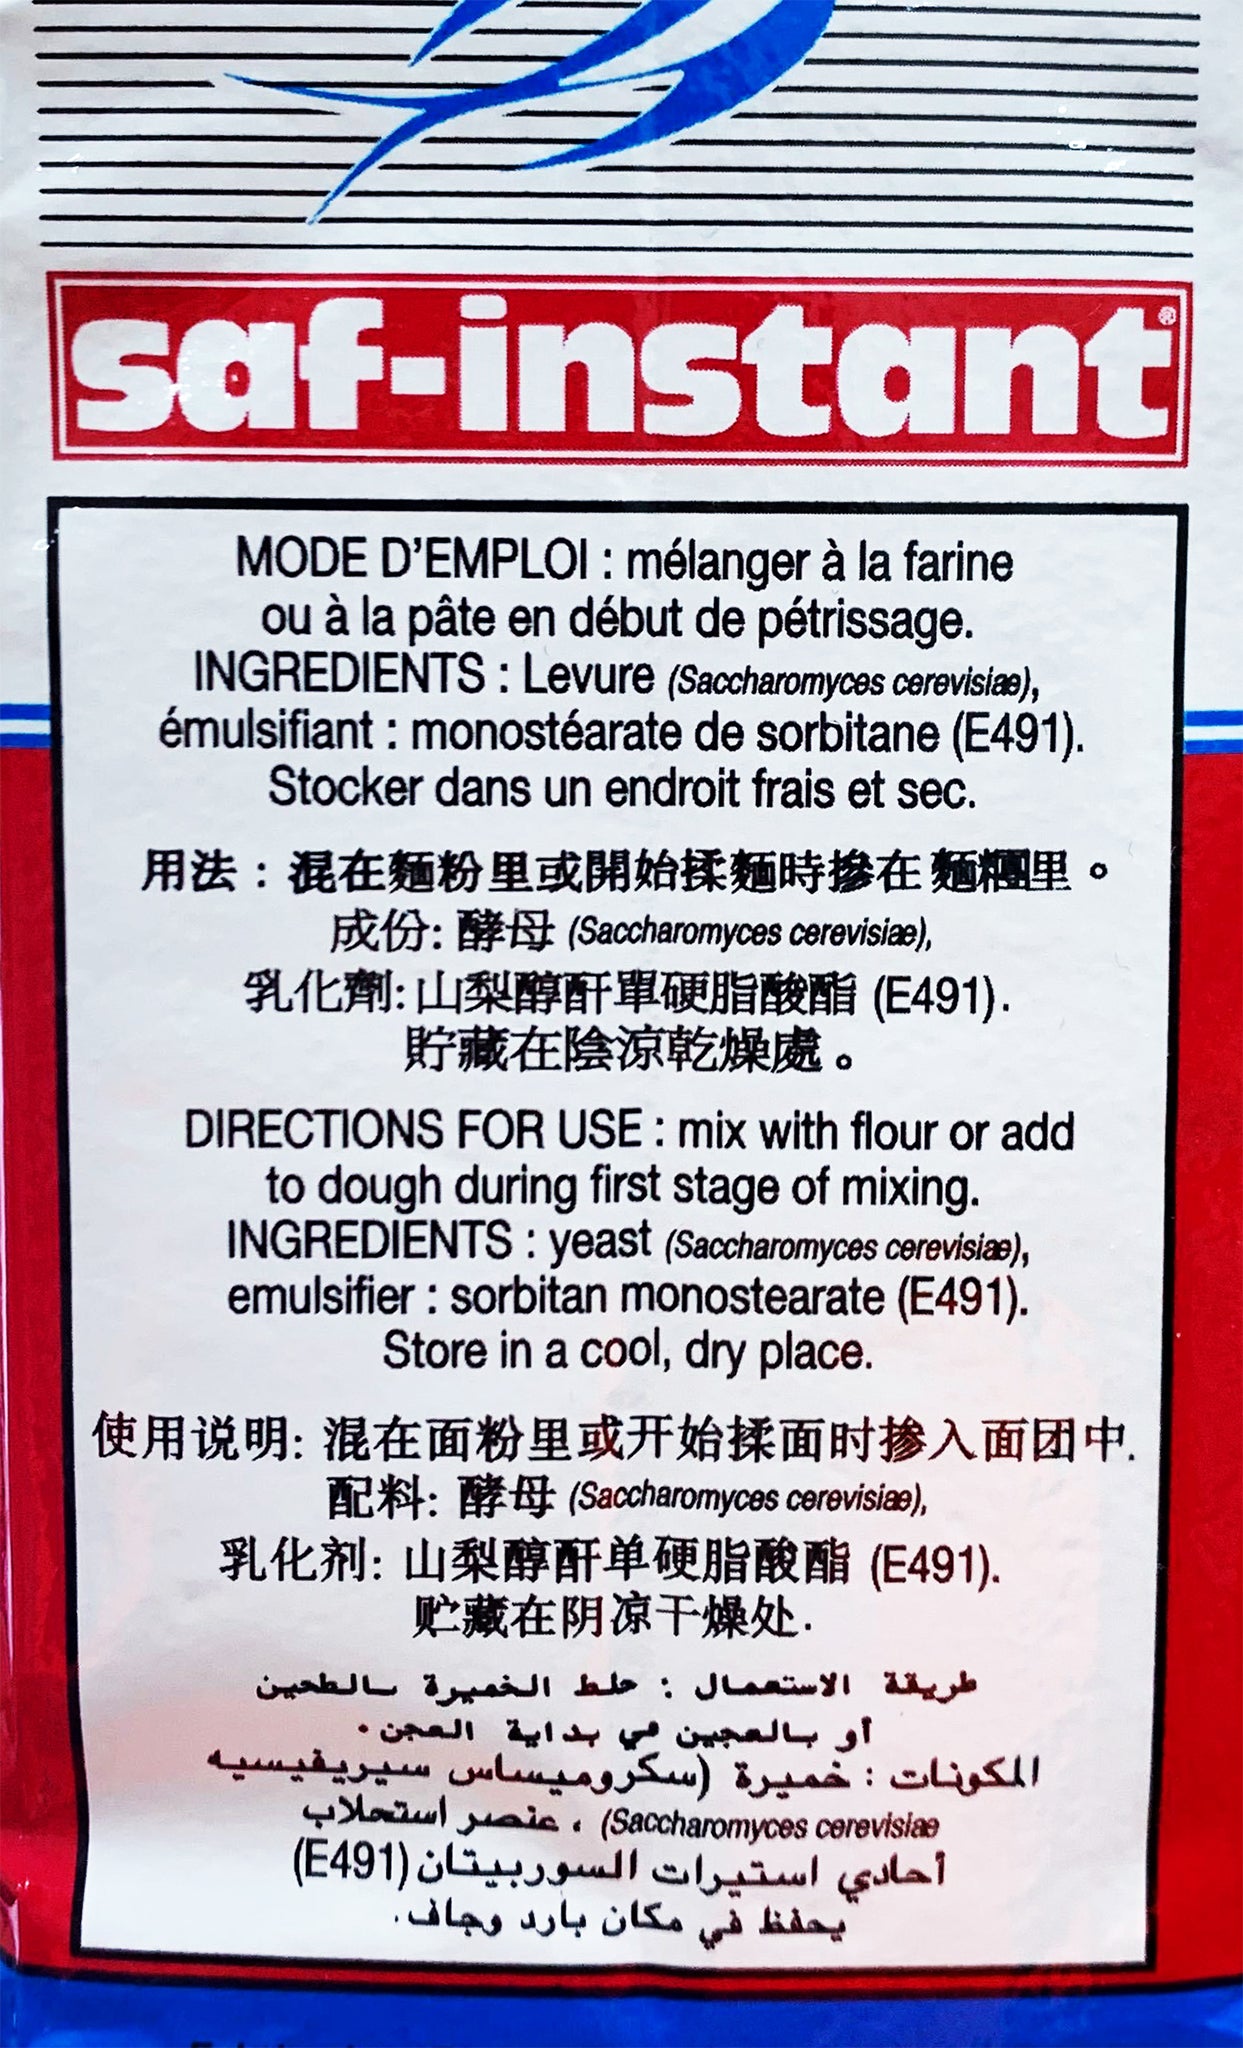 saf-instant®
MODE D'EMPLOI : mélanger à la farine
ou à la pâte en début de pétrissage.
INGREDIENTS : Levure (Saccharomyces cerevisiæ),
émulsifiant : monostéarate de sorbitane (E491).
Stocker dans un endroit frais et sec.
用法：混在麵粉里或開始揉麵時摻在麵糰里。
成份: 酵母 (Saccharomyces cerevisiæ),
乳化劑: 山梨醇酐單硬脂酸酯 (E491).
貯藏在陰涼乾燥處。
DIRECTIONS FOR USE : mix with flour or add
to dough during first stage of mixing.
INGREDIENTS : yeast (Saccharomyces cerevisiæ),
emulsifier : sorbitan monostearate (E491).
Store in a cool, dry place.
使用说明: 混在面粉里或开始揉面时掺入面团中.
配料: 酵母 (Saccharomyces cerevisiæ),
乳化剂: 山梨醇酐单硬脂酸酯 (E491).
贮藏在阴凉干燥处.
طريقة الاستعمال : خلط الخميرة بالطحين
أو بالعجين في بداية العجن.
المكونات : خميرة (سكروميساس سيريفيسيه
Saccharomyces cerevisiæ) ، عنصر استحلاب
أحادي استيرات السوربيتان (E491)
يحفظ في مكان بارد وجاف.